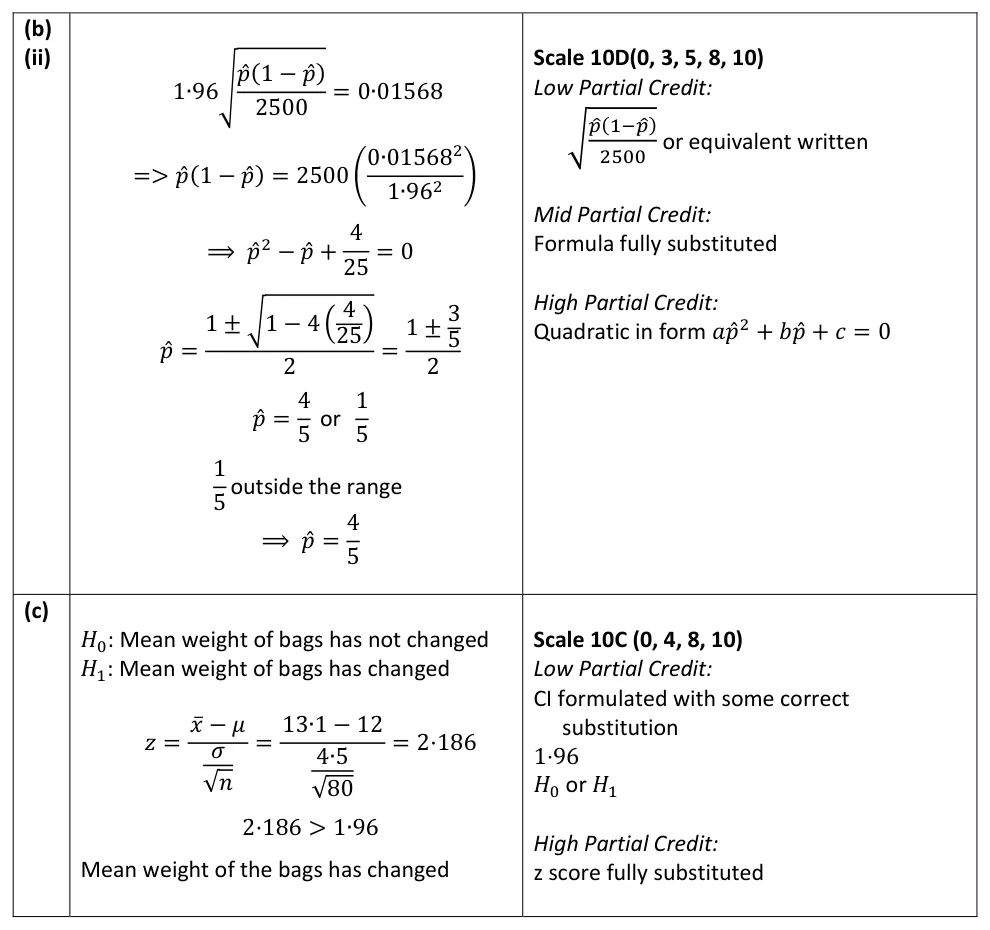 (b)
(ii)
1·96√(p̂(1 − p̂)/2500) = 0·01568
=> p̂(1 − p̂) = 2500(0·01568²/1·96²)
⟹ p̂² − p̂ + 4/25 = 0
p̂ = (1 ± √(1 − 4(4/25)))/2 = (1 ± 3/5)/2
p̂ = 4/5 or 1/5
1/5 outside the range
⟹ p̂ = 4/5
Scale 10D(0, 3, 5, 8, 10)
Low Partial Credit:
√(p̂(1−p̂)/2500) or equivalent written
Mid Partial Credit:
Formula fully substituted
High Partial Credit:
Quadratic in form ap̂² + bp̂ + c = 0
(c)
H₀: Mean weight of bags has not changed
H₁: Mean weight of bags has changed
z = (x̄ − μ)/(σ/√n) = (13·1 − 12)/(4·5/√80) = 2·186
2·186 > 1·96
Mean weight of the bags has changed
Scale 10C (0, 4, 8, 10)
Low Partial Credit:
CI formulated with some correct
substitution
1·96
H₀ or H₁
High Partial Credit:
z score fully substituted